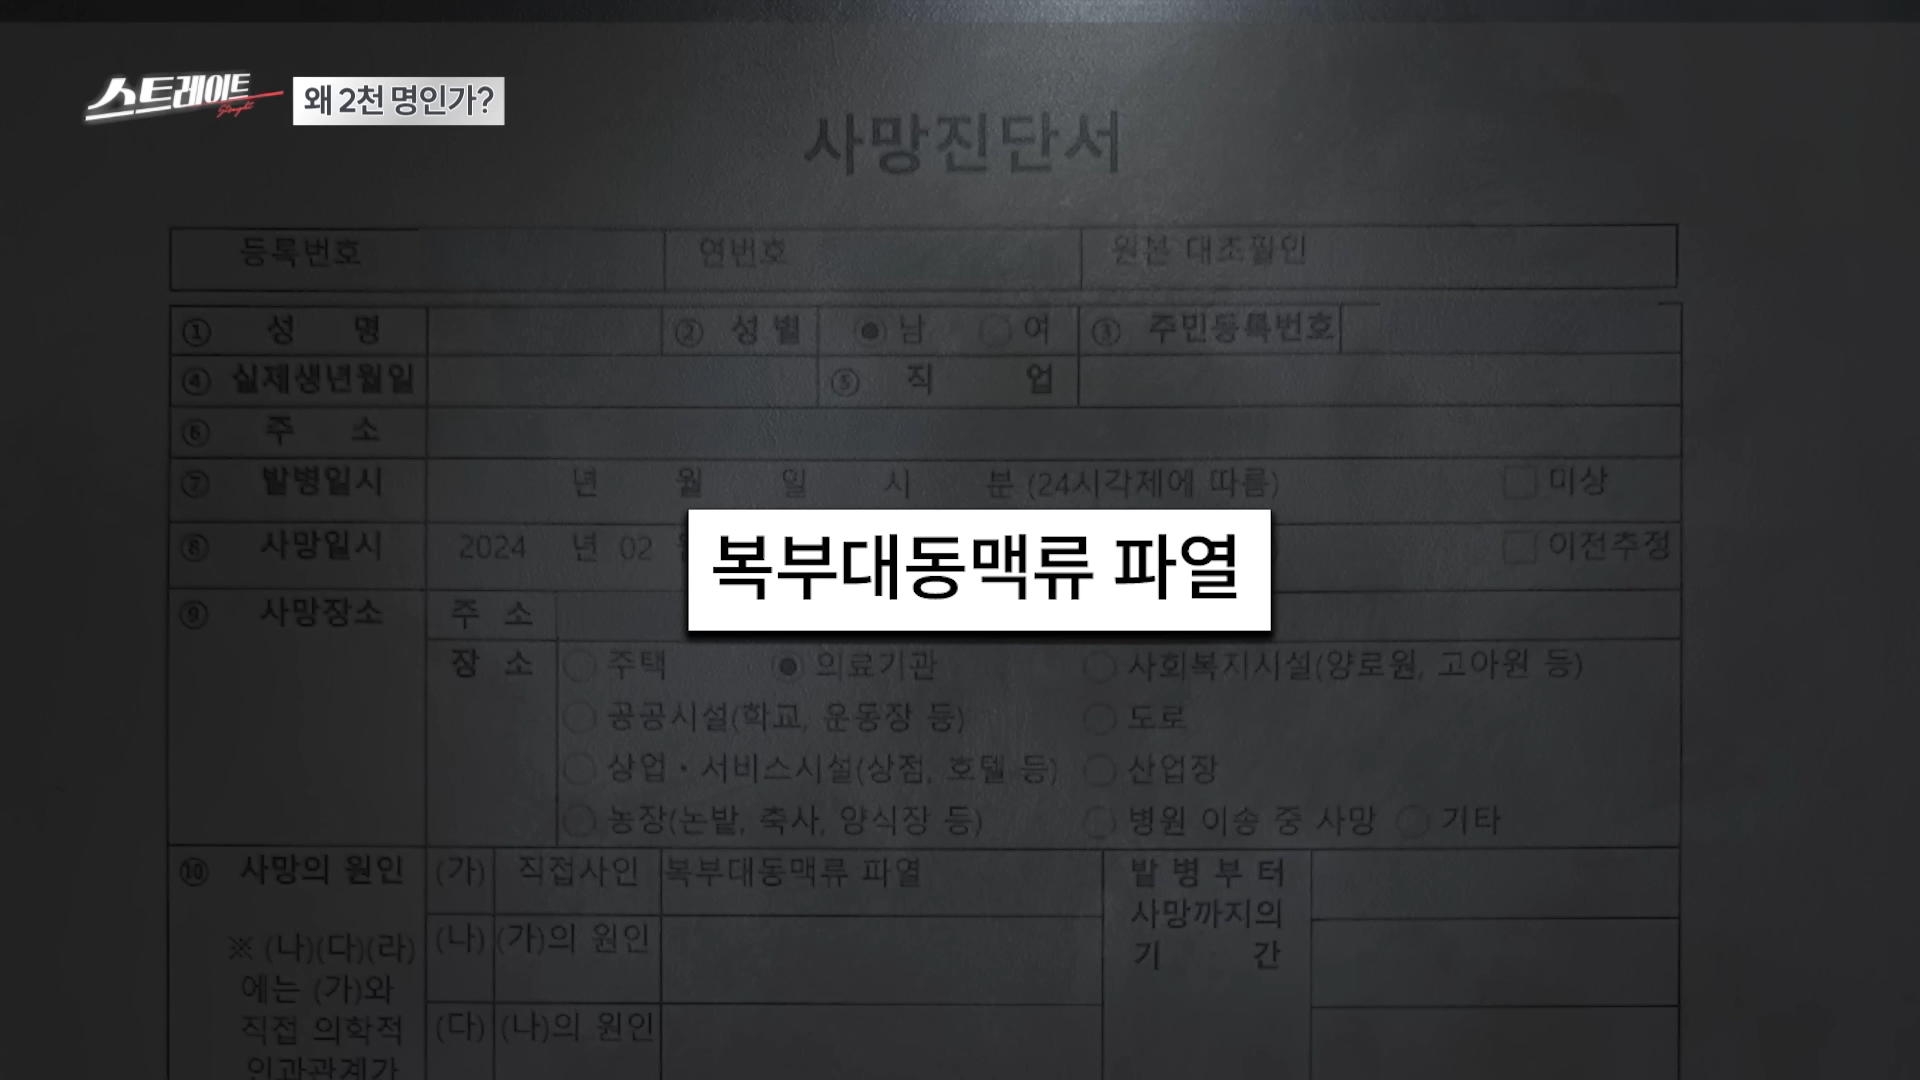 스트레이트
Straight
왜 2천 명인가?
사망진단서
등록번호 연번호 원본 대조필인
① 성 명 ② 성 별 남 여 ③ 주민등록번호
④ 실제생년월일 ⑤ 직 업
⑥ 주 소
⑦ 발병일시 년 월 일 시 분 (24시각제에 따름) 미상
복부대동맥류 파열
⑧ 사망일시 2024 년 02 이전추정
⑨ 사망장소 주 소
장 소 주택 의료기관 사회복지시설(양로원, 고아원 등)
공공시설(학교, 운동장 등) 도로
상업·서비스시설(상점, 호텔 등) 산업장
농장(논밭, 축사, 양식장 등) 병원 이송 중 사망 기타
⑩ 사망의 원인 (가) 직접사인 복부대동맥류 파열 발 병 부 터
사망까지의
기 간
(나) (가)의 원인
※ (나)(다)(라)
에는 (가)와
직접 의학적
인과관계가
(다) (나)의 원인